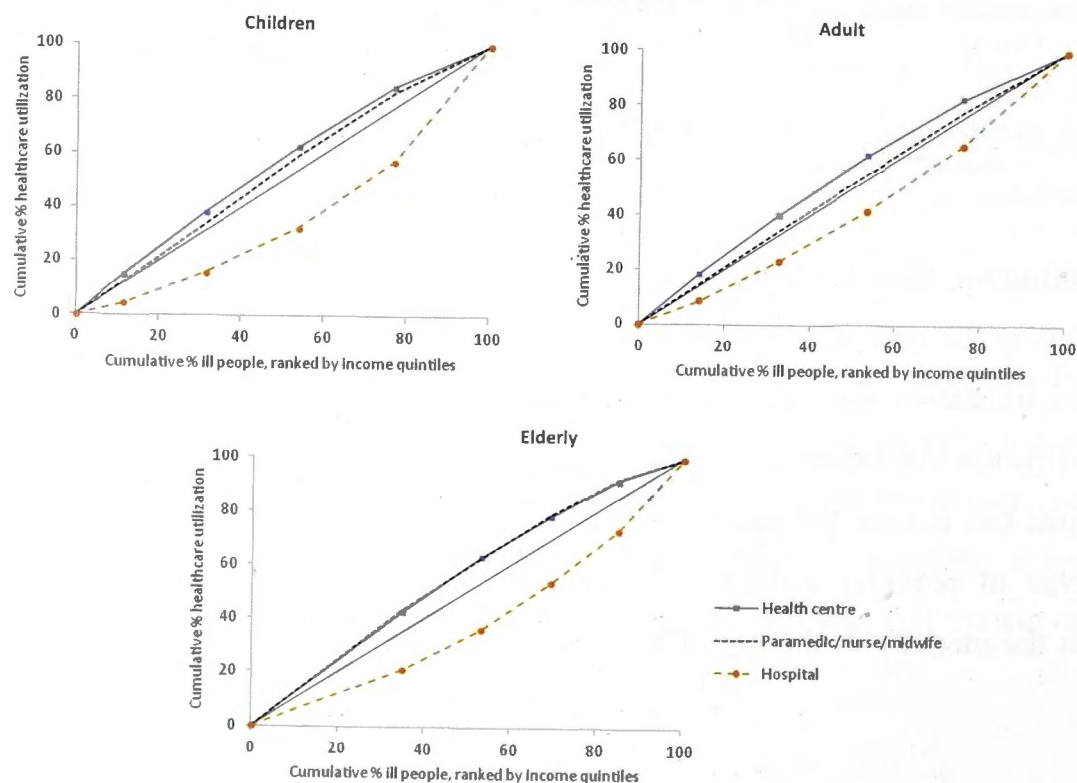 Children
Cumulative % healthcare utilization
100
80
60
40
20
0
0 20 40 60 80 100
Cumulative % ill people, ranked by income quintiles
Adult
Cumulative % healthcare utilization
100
80
60
40
20
0
0 20 40 60 80 100
Cumulative % ill people, ranked by income quintiles
Elderly
Cumulative % healthcare utilization
100
80
60
40
20
0
0 20 40 60 80 100
Cumulative % ill people, ranked by income quintiles
Health centre
Paramedic/nurse/midwife
Hospital